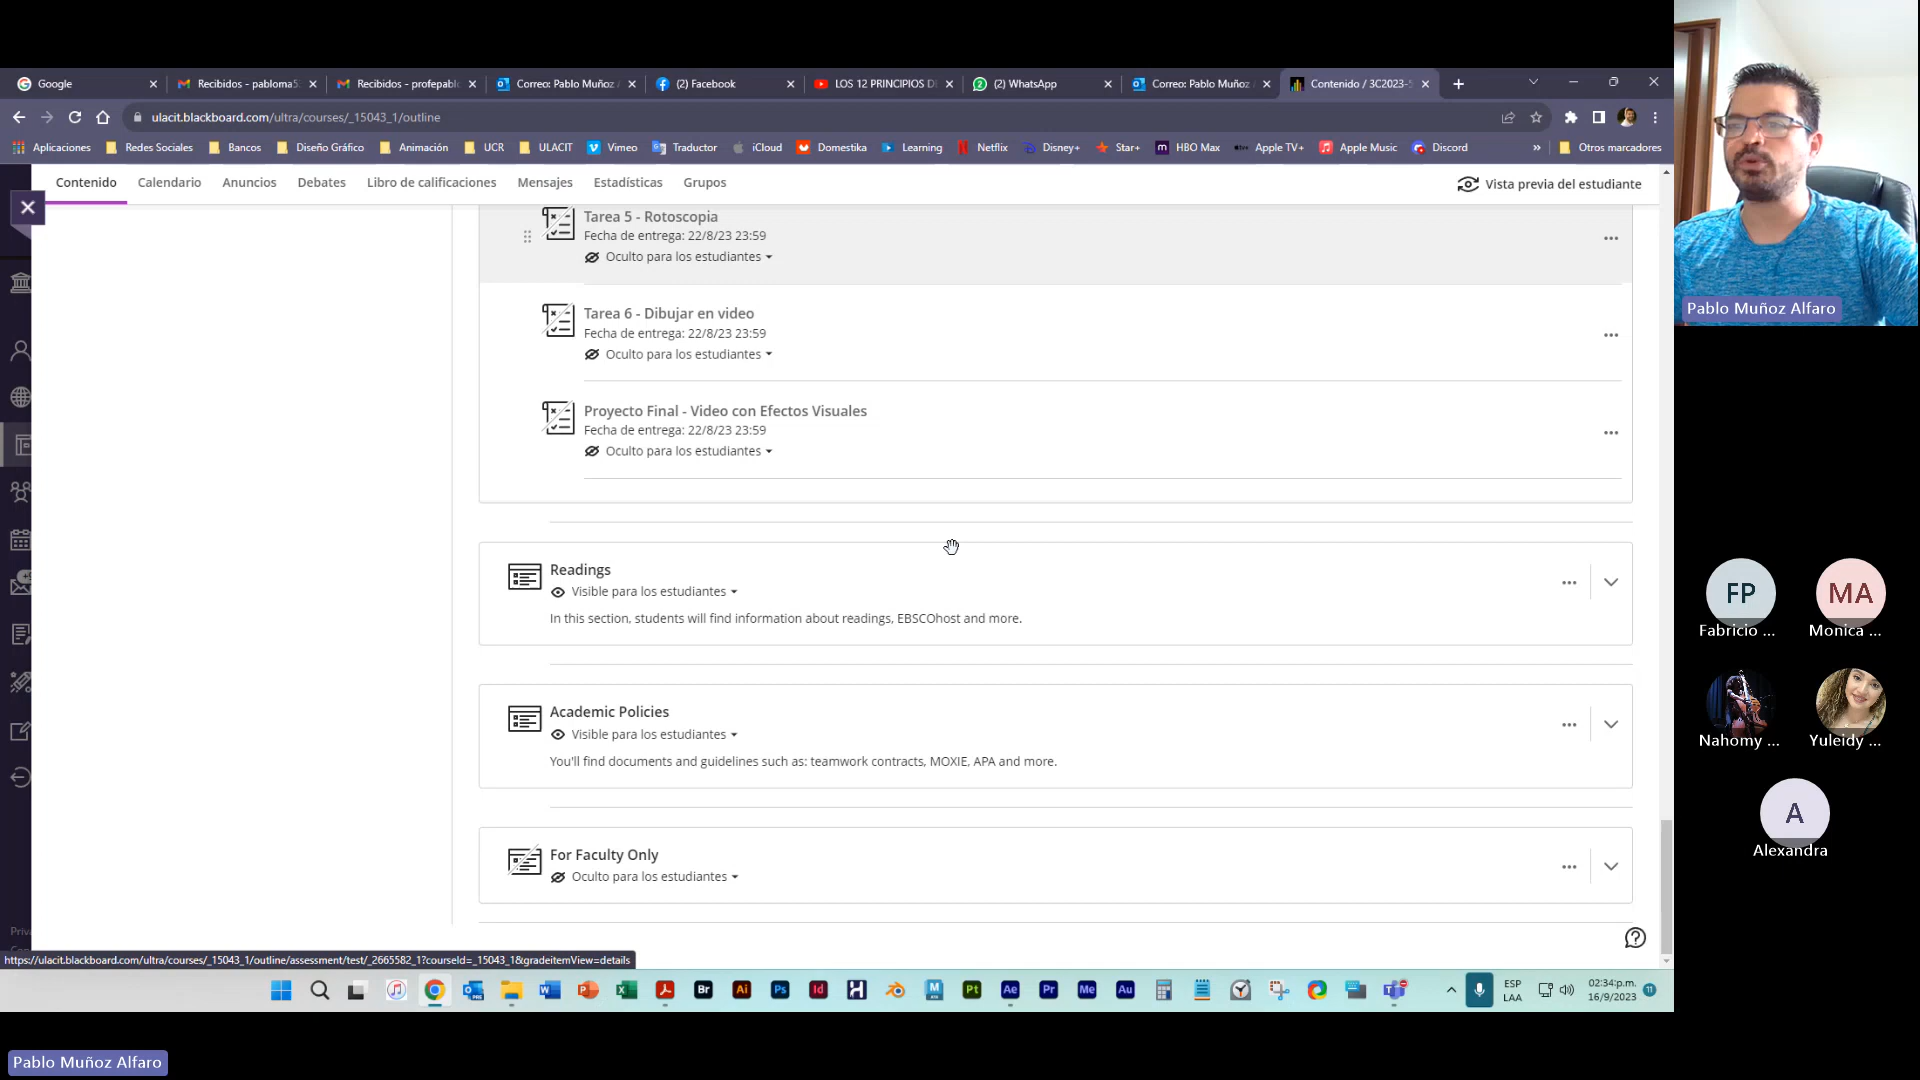 Google
Recibidos - pabloma5
Recibidos - profepabl
Correo: Pablo Muñoz A
(2) Facebook
LOS 12 PRINCIPIOS D
(2) WhatsApp
Correo: Pablo Muñoz
Contenido / 3C2023-
ulacit.blackboard.com/ultra/courses/_15043_1/outline
Aplicaciones
Redes Sociales
Bancos
Diseño Gráfico
Animación
UCR
ULACIT
Vimeo
Traductor
iCloud
Domestika
Learning
Netflix
Disney+
Star+
HBO Max
Apple TV+
Apple Music
Discord
»
Otros marcadores
Contenido
Calendario
Anuncios
Debates
Libro de calificaciones
Mensajes
Estadísticas
Grupos
Vista previa del estudiante
Tarea 5 - Rotoscopia
Fecha de entrega: 22/8/23 23:59
Oculto para los estudiantes
Tarea 6 - Dibujar en video
Fecha de entrega: 22/8/23 23:59
Oculto para los estudiantes
Proyecto Final - Video con Efectos Visuales
Fecha de entrega: 22/8/23 23:59
Oculto para los estudiantes
Readings
Visible para los estudiantes
In this section, students will find information about readings, EBSCOhost and more.
Academic Policies
Visible para los estudiantes
You'll find documents and guidelines such as: teamwork contracts, MOXIE, APA and more.
For Faculty Only
Oculto para los estudiantes
Priv
https://ulacit.blackboard.com/ultra/courses/_15043_1/outline/assessment/test/_2665582_1?courseId=_15043_1&gradeitemView=details
ESP
LAA
02:34:p.m.
16/9/2023
11
Pablo Muñoz Alfaro
FP
Fabricio ...
MA
Monica ...
Nahomy ...
Yuleidy ...
A
Alexandra
Pablo Muñoz Alfaro